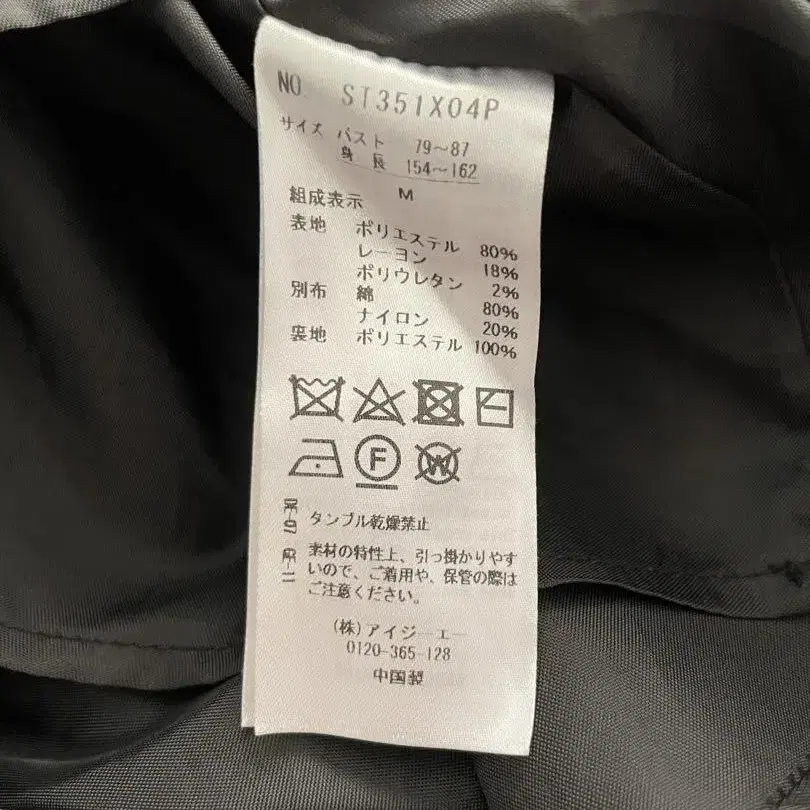 NO. ST351X04P
サイズ バスト 79~87
身長 154~162
M
組成表示
表地 ポリエステル 80%
レーヨン 18%
ポリウレタン 2%
別布 綿 80%
ナイロン 20%
裏地 ポリエステル 100%
F
W
タンブル乾燥禁止
素材の特性上、引っ掛かりやす
いので、ご着用や、保管の際は
ご注意ください。
(株)アイジーエー
0120-365-128
中国製